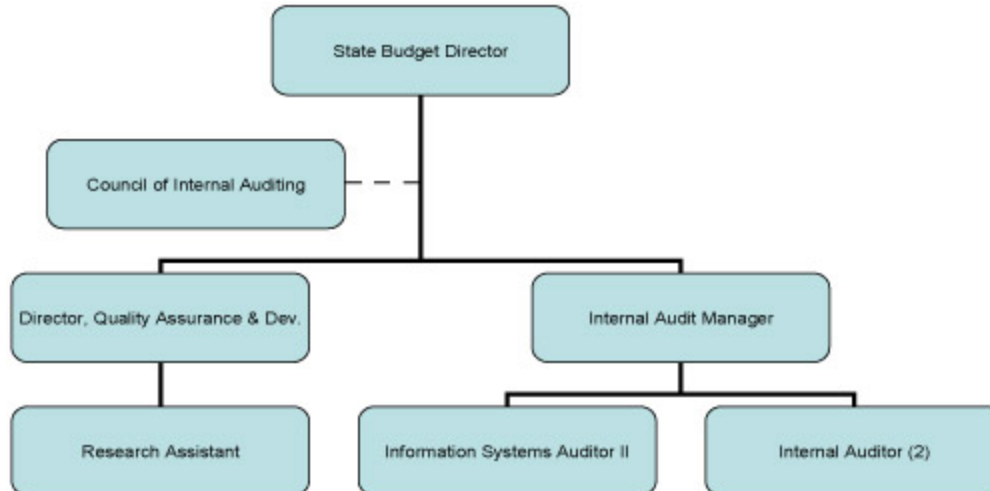 State Budget Director
Council of Internal Auditing
Director, Quality Assurance & Dev.
Internal Audit Manager
Research Assistant
Information Systems Auditor II
Internal Auditor (2)